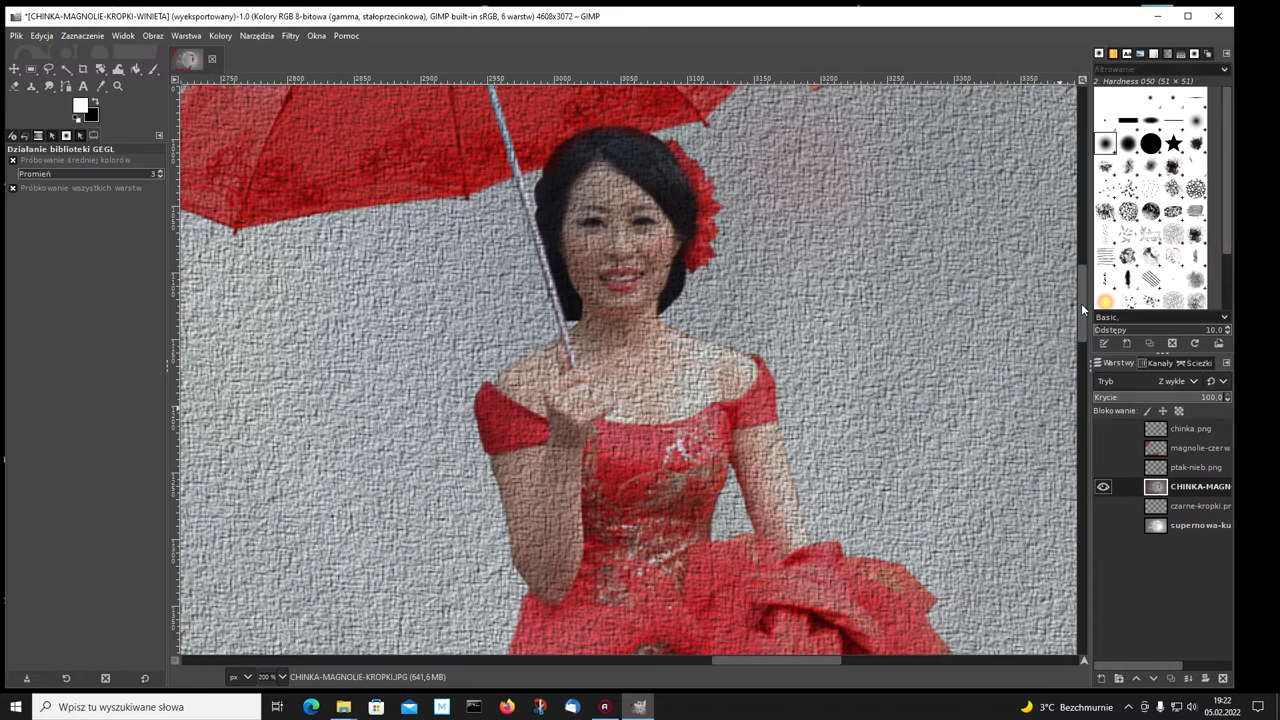 *[CHINKA-MAGNOLIE-KROPKI-WINIETA] (wyeksportowany)-1.0 (Kolory RGB 8-bitowa (gamma, stałoprzecinkowa), GIMP built-in sRGB, 6 warstw) 4608x3072 – GIMP
Plik Edycja Zaznaczenie Widok Obraz Warstwa Kolory Narzędzia Filtry Okna Pomoc
filtrowanie
2. Hardness 050 (51 × 51)
2750 2800 2850 2900 2950 3000 3050 3100 3150 3200 3250 3300 3350
Działanie biblioteki GEGL
Próbowanie średniej kolorów
Promień 3
Próbkowanie wszystkich warstw
Basic,
Odstępy 10,0
Warstwy Kanały Ścieżki
Tryb Zwykłe
Krycie 100,0
Blokowanie:
chinka.png
magnolie-czerw.
ptak-nieb.png
CHINKA-MAGN
czarne-kropki.pr
supernowa-ku
px 200 % CHINKA-MAGNOLIE-KROPKI.JPG (641,6 MB)
Wpisz tu wyszukiwane słowo
3°C Bezchmurnie
19:22
05.02.2022